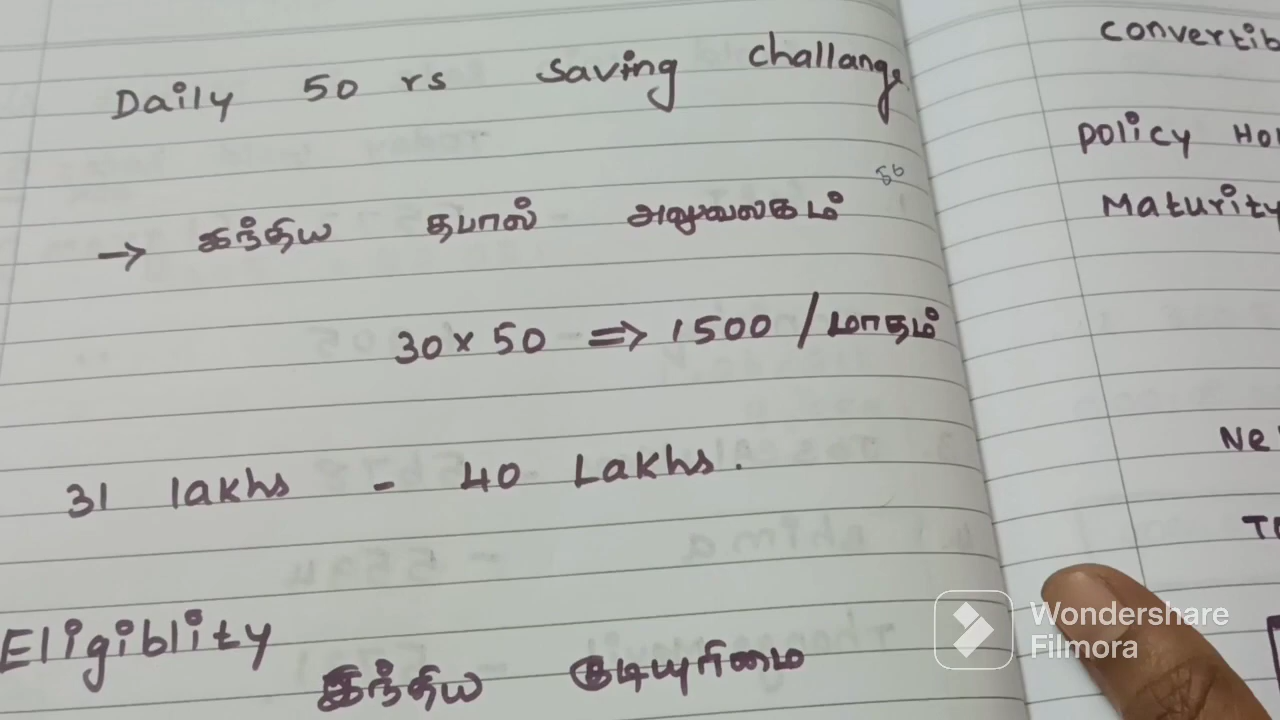 Daily 50 rs saving challange
convertib
policy Hol
→ இந்திய தபால் அலுவலகம்
Maturity
30 × 50 => 1500 / மாதம்
31 lakhs - 40 Lakhs.
Ne
Eligiblity
இந்திய குடியுரிமை
Wondershare
Filmora